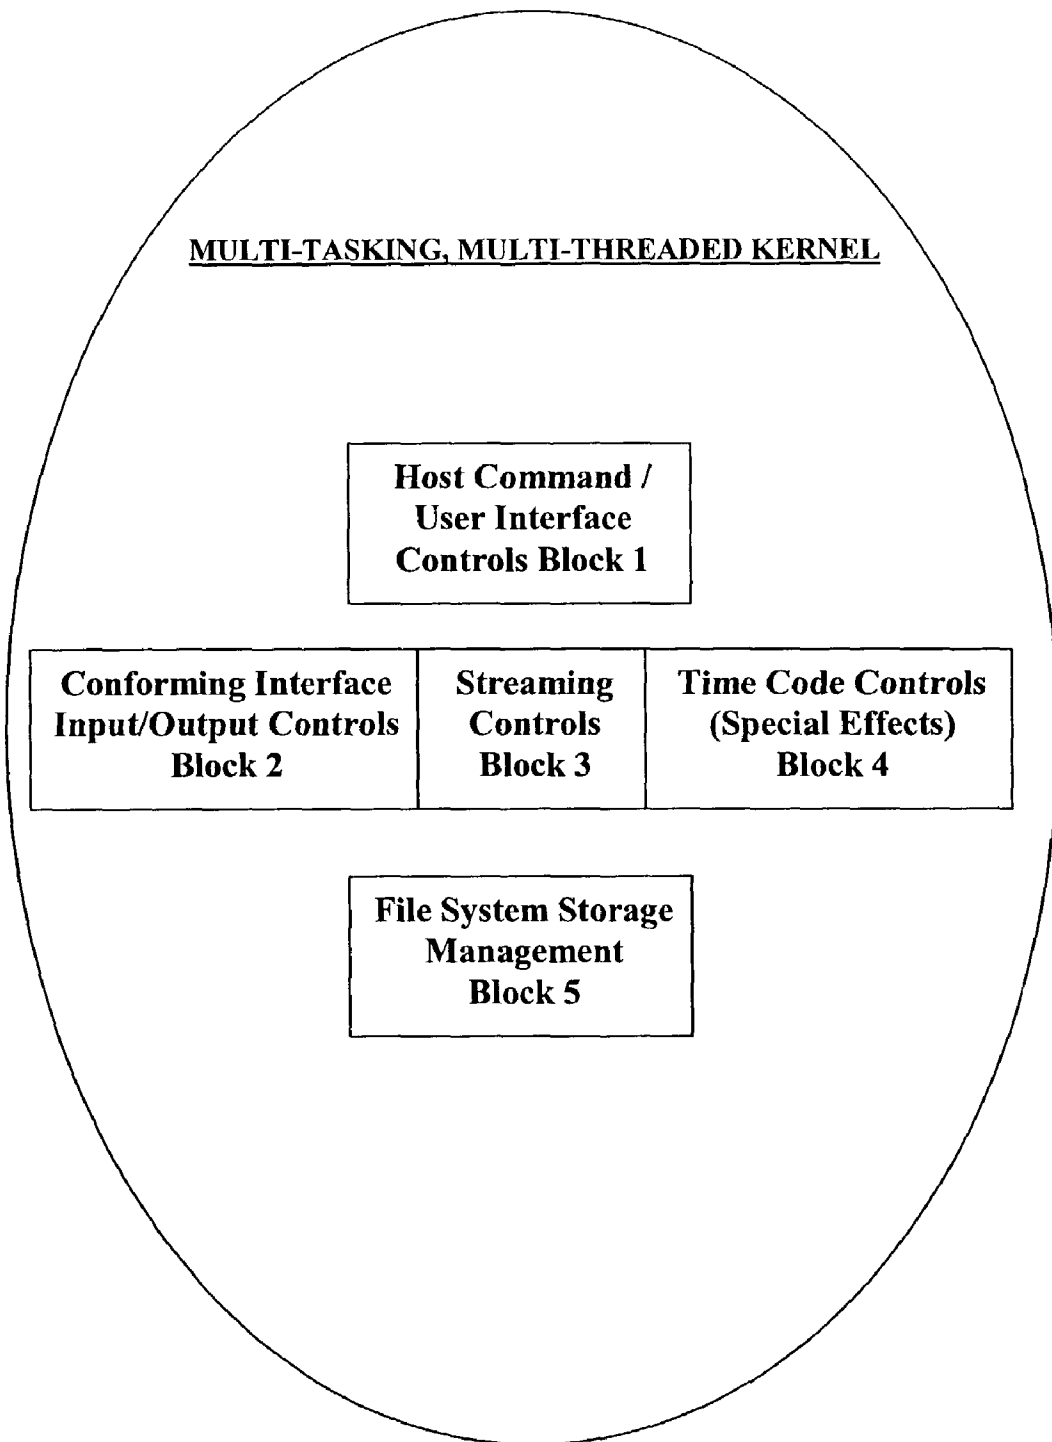 MULTI-TASKING, MULTI-THREADED KERNEL
Host Command /
User Interface
Controls Block 1
Conforming Interface
Input/Output Controls
Block 2
Streaming
Controls
Block 3
Time Code Controls
(Special Effects)
Block 4
File System Storage
Management
Block 5